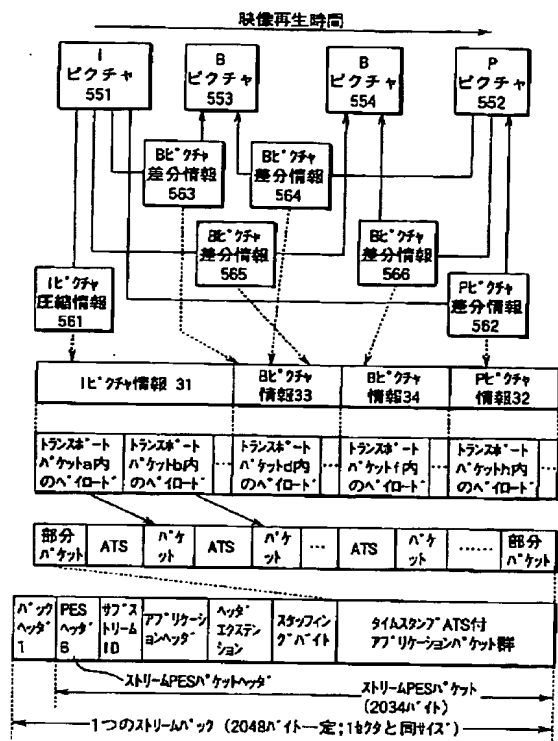 映像再生時間
I
ピクチャ
551
B
ピクチャ
553
B
ピクチャ
554
P
ピクチャ
552
Bピクチャ
差分情報
563
Bピクチャ
差分情報
564
Bピクチャ
差分情報
565
Bピクチャ
差分情報
566
Iピクチャ
圧縮情報
561
Pピクチャ
差分情報
562
Iピクチャ情報 31
Bピクチャ
情報33
Bピクチャ
情報34
Pピクチャ
情報32
トランスポート
パケットa内
のペイロード
トランスポート
パケットb内
のペイロード
…
トランスポート
パケットd内
のペイロード
…
トランスポート
パケットf内
のペイロード
…
トランスポート
パケットh内
のペイロード
…
部分
パケット
ATS
パケ
ット
ATS
パケ
ット
…
ATS
パケ
ット
……
部分
パケット
パック
ヘッダ
1
PES
ヘッダ
6
サブス
トリーム
ID
アプリケーシ
ョンヘッダ
ヘッダ
エクステン
ション
スタッフィン
グバイト
タイムスタンプATS付
アプリケーションパケット群
ストリームPESパケットヘッダ
ストリームPESパケット
(2034バイト)
1つのストリームパック (2048バイト一定;1セクタと同サイズ)